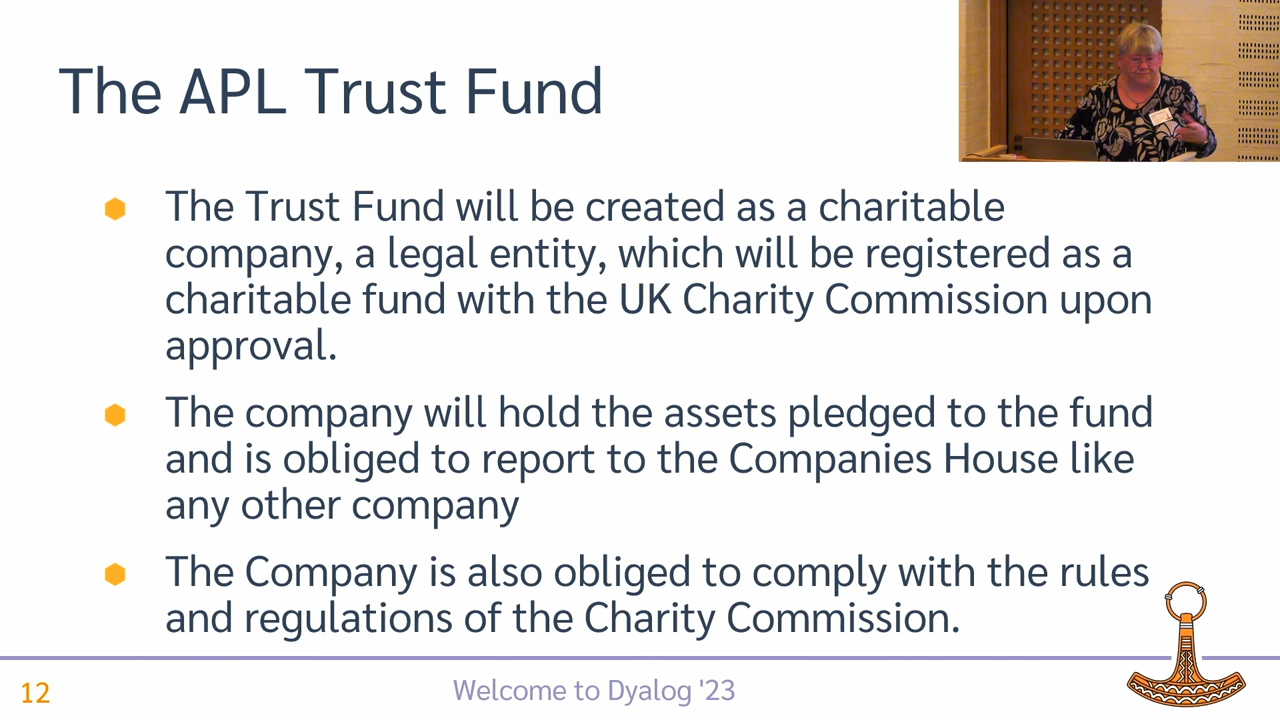 The APL Trust Fund
The Trust Fund will be created as a charitable
company, a legal entity, which will be registered as a
charitable fund with the UK Charity Commission upon
approval.
The company will hold the assets pledged to the fund
and is obliged to report to the Companies House like
any other company
The Company is also obliged to comply with the rules
and regulations of the Charity Commission.
12
Welcome to Dyalog '23